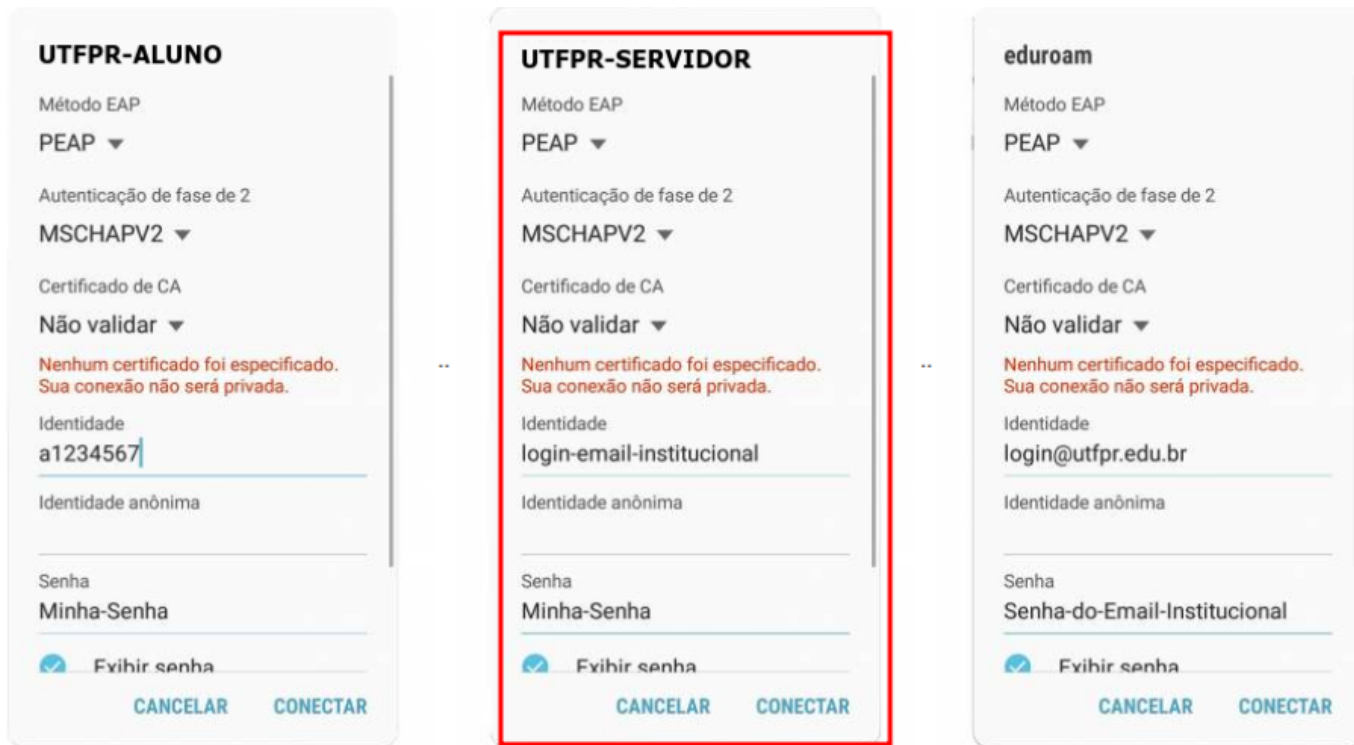 UTFPR-ALUNO
Método EAP
PEAP
Autenticação de fase de 2
MSCHAPV2
Certificado de CA
Não validar
Nenhum certificado foi especificado.
Sua conexão não será privada.
Identidade
a1234567
Identidade anônima
Senha
Minha-Senha
Exibir senha
CANCELAR CONECTAR
..
UTFPR-SERVIDOR
Método EAP
PEAP
Autenticação de fase de 2
MSCHAPV2
Certificado de CA
Não validar
Nenhum certificado foi especificado.
Sua conexão não será privada.
Identidade
login-email-institucional
Identidade anônima
Senha
Minha-Senha
Exibir senha
CANCELAR CONECTAR
..
eduroam
Método EAP
PEAP
Autenticação de fase de 2
MSCHAPV2
Certificado de CA
Não validar
Nenhum certificado foi especificado.
Sua conexão não será privada.
Identidade
login@utfpr.edu.br
Identidade anônima
Senha
Senha-do-Email-Institucional
Exibir senha
CANCELAR CONECTAR